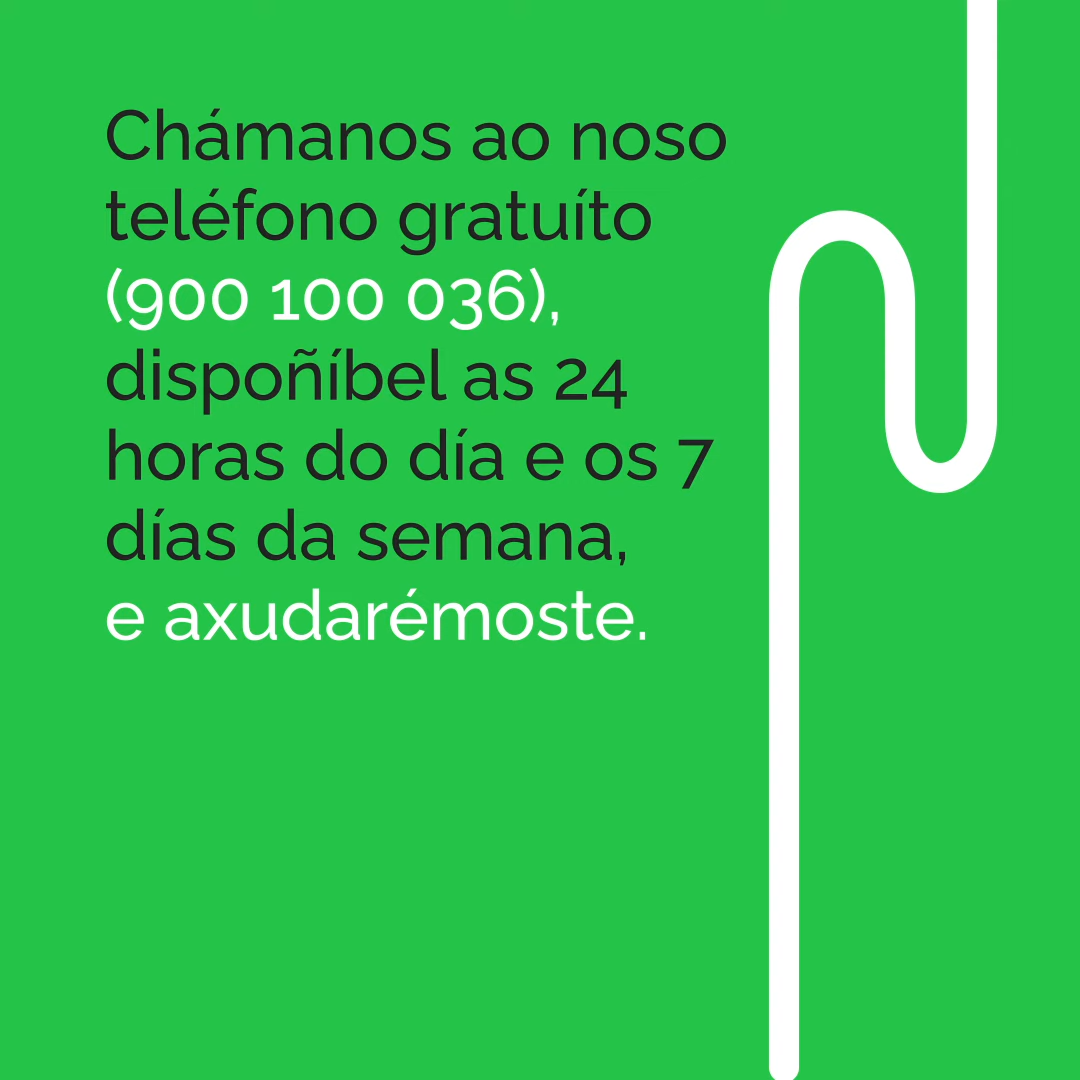 Chámanos ao noso
teléfono gratuíto
(900 100 036),
dispoñíbel as 24
horas do día e os 7
días da semana,
e axudarémoste.